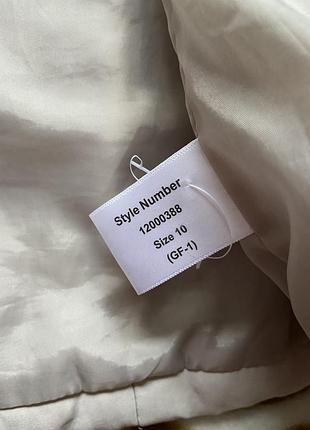 Style Number
12000388
Size 10
(GF-1)